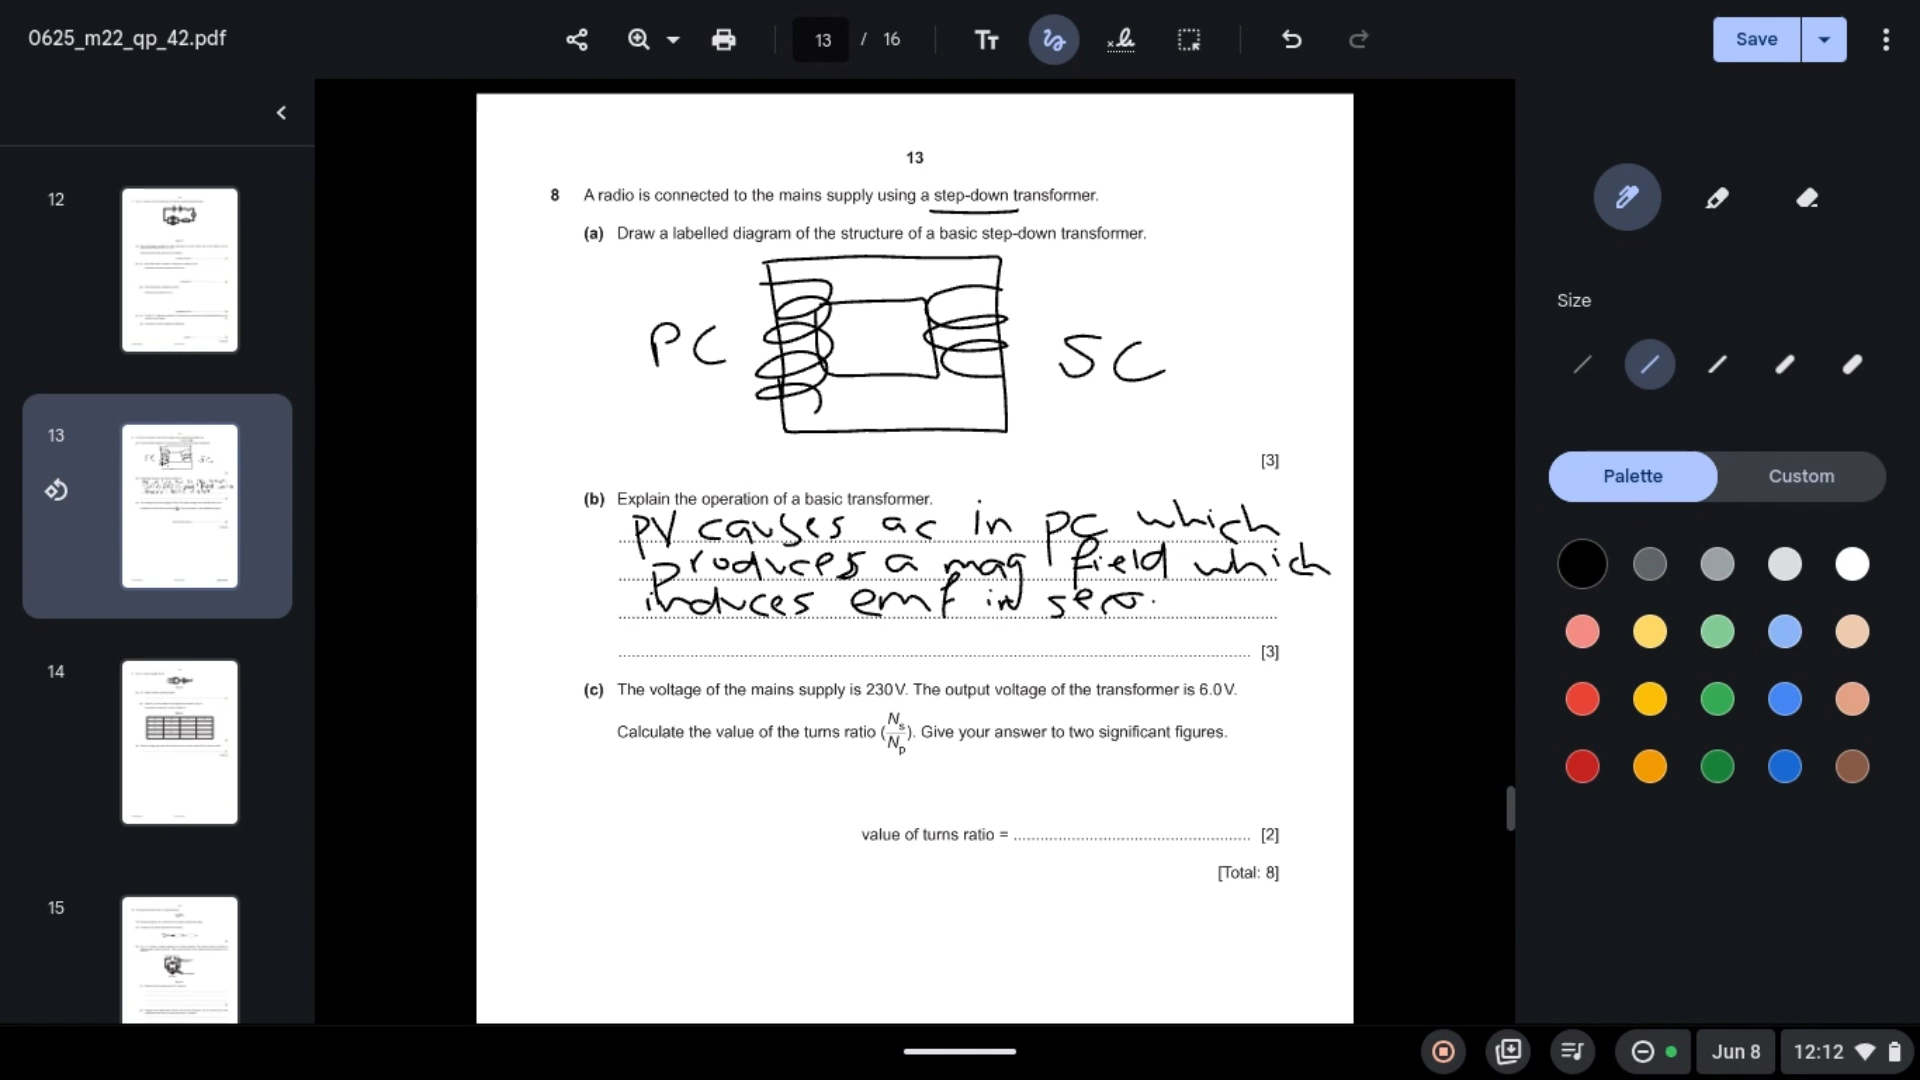 0625_m22_qp_42.pdf
13 / 16
Save
12
13
14
15
13
8 A radio is connected to the mains supply using a step-down transformer.
(a) Draw a labelled diagram of the structure of a basic step-down transformer.
PC
SC
[3]
(b) Explain the operation of a basic transformer.
PV causes ac in pc which
produces a mag field which
induces emf in
[3]
(c) The voltage of the mains supply is 230V. The output voltage of the transformer is 6.0V.
Calculate the value of the turns ratio (Ns/Np). Give your answer to two significant figures.
value of turns ratio = ................................................ [2]
[Total: 8]
Size
Palette
Custom
Jun 8
12:12